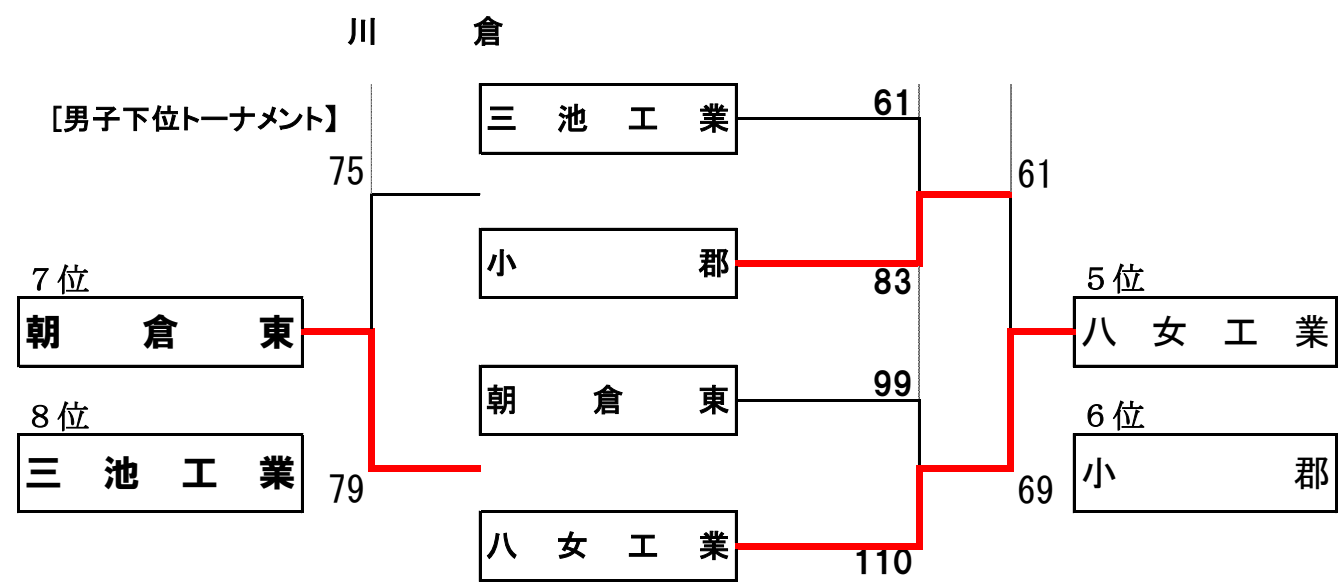 川 倉
［男子下位トーナメント】
三池工業
61
75
61
小郡
83
7位
朝倉東
5位
八女工業
朝倉東
99
8位
三池工業
6位
小郡
79
69
八女工業
110